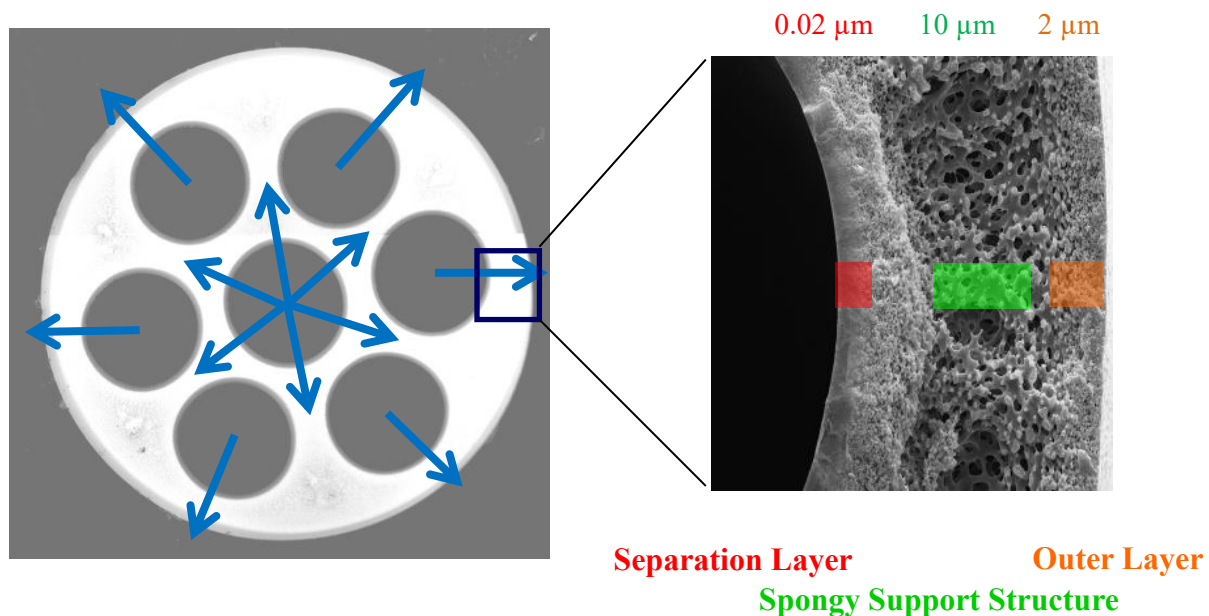 0.02 µm 10 µm 2 µm
Separation Layer Outer Layer
Spongy Support Structure